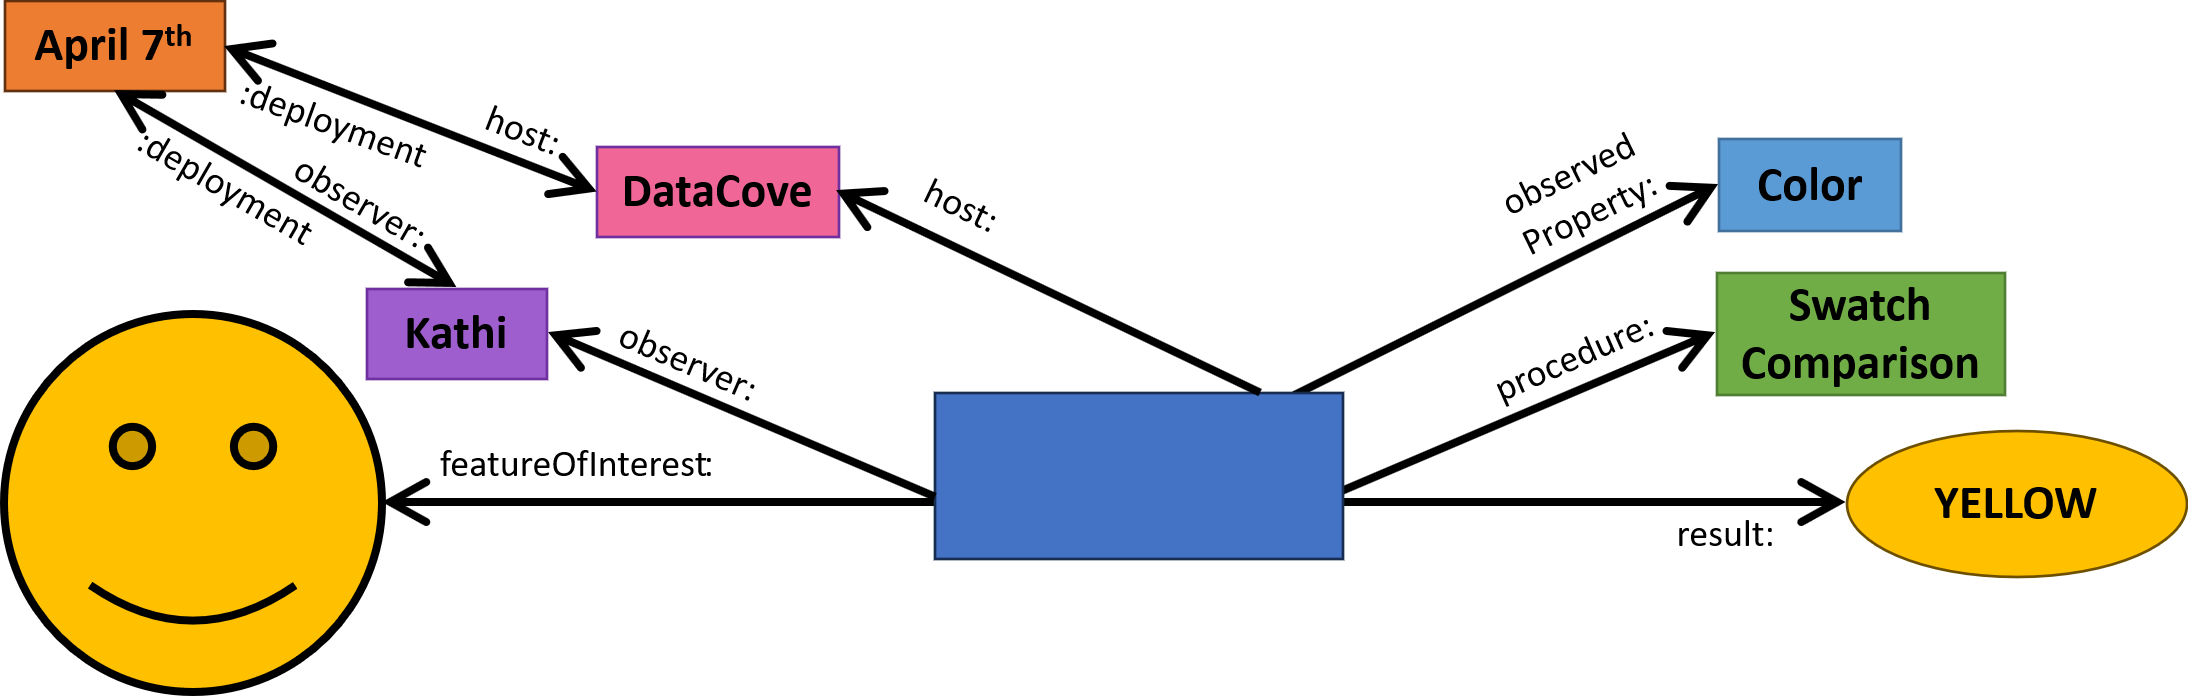 April 7th
:deployment
host:
:deployment
observer:
DataCove
host:
observed
Property:
Color
Kathi
observer:
procedure:
Swatch
Comparison
featureOfInterest:
YELLOW
result: